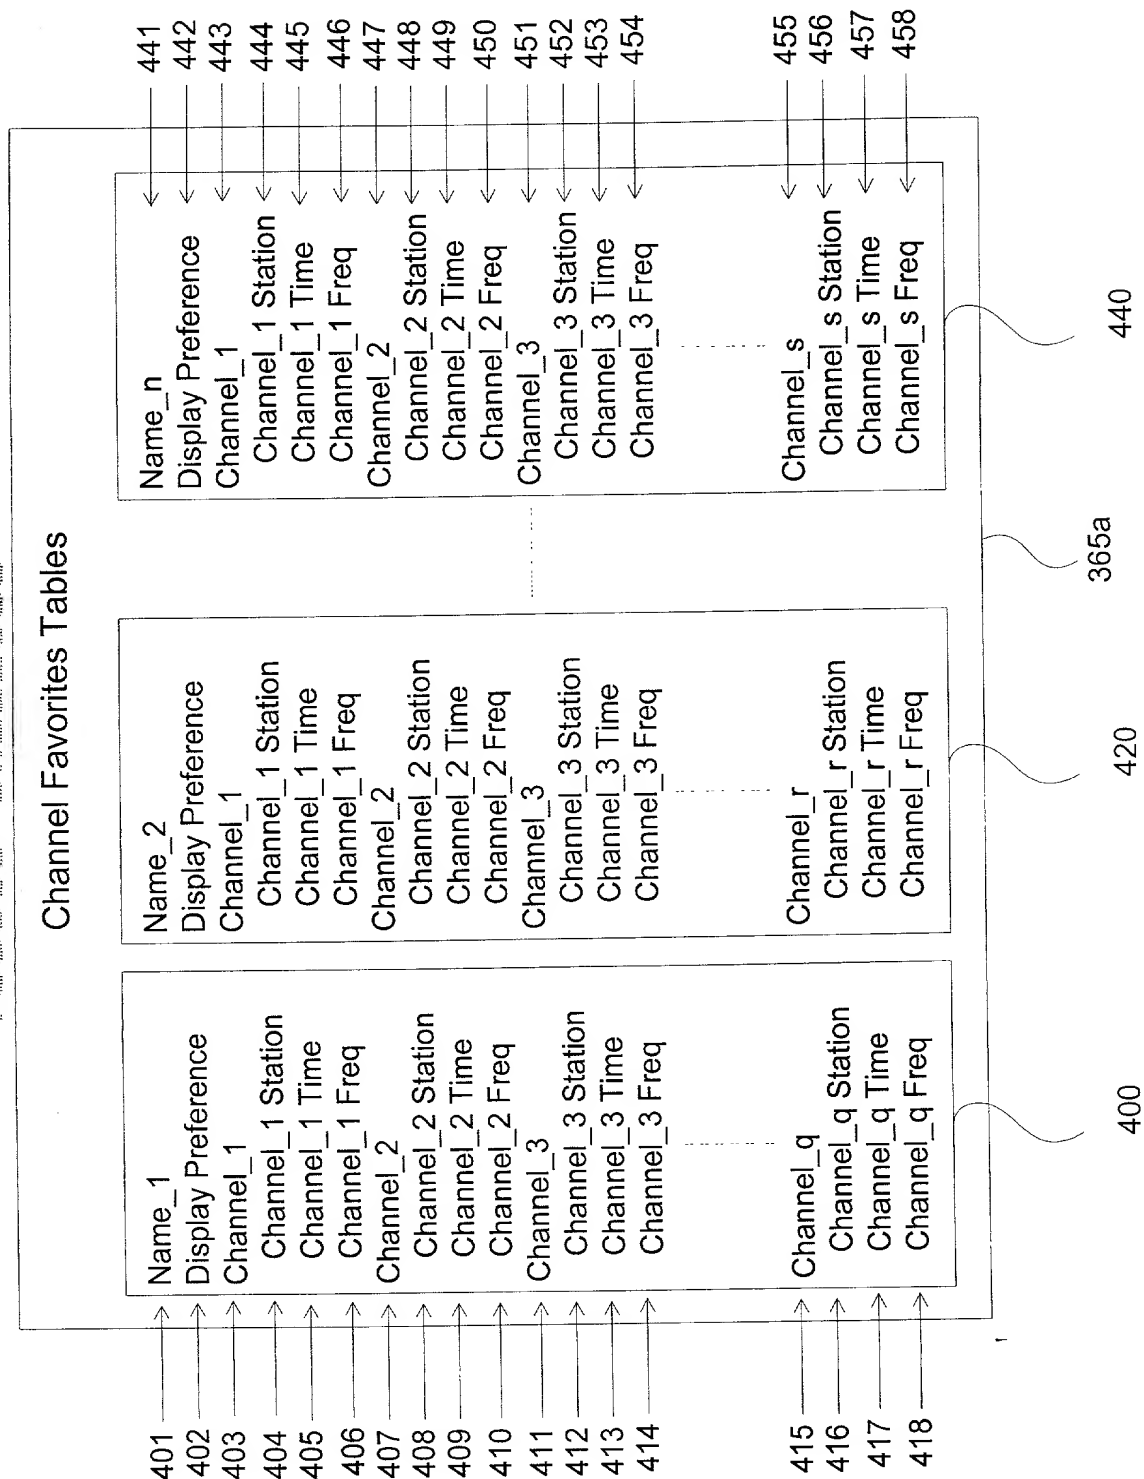 Channel Favorites Tables
401
402
403
404
405
406
407
408
409
410
411
412
413
414
415
416
417
418
Name_1
Display Preference
Channel_1
Channel_1 Station
Channel_1 Time
Channel_1 Freq
Channel_2
Channel_2 Station
Channel_2 Time
Channel_2 Freq
Channel_3
Channel_3 Station
Channel_3 Time
Channel_3 Freq
Channel_q
Channel_q Station
Channel_q Time
Channel_q Freq
Name_2
Display Preference
Channel_1
Channel_1 Station
Channel_1 Time
Channel_1 Freq
Channel_2
Channel_2 Station
Channel_2 Time
Channel_2 Freq
Channel_3
Channel_3 Station
Channel_3 Time
Channel_3 Freq
Channel_r
Channel_r Station
Channel_r Time
Channel_r Freq
Name_n
Display Preference
Channel_1
Channel_1 Station
Channel_1 Time
Channel_1 Freq
Channel_2
Channel_2 Station
Channel_2 Time
Channel_2 Freq
Channel_3
Channel_3 Station
Channel_3 Time
Channel_3 Freq
Channel_s
Channel_s Station
Channel_s Time
Channel_s Freq
441
442
443
444
445
446
447
448
449
450
451
452
453
454
455
456
457
458
400
420
365a
440